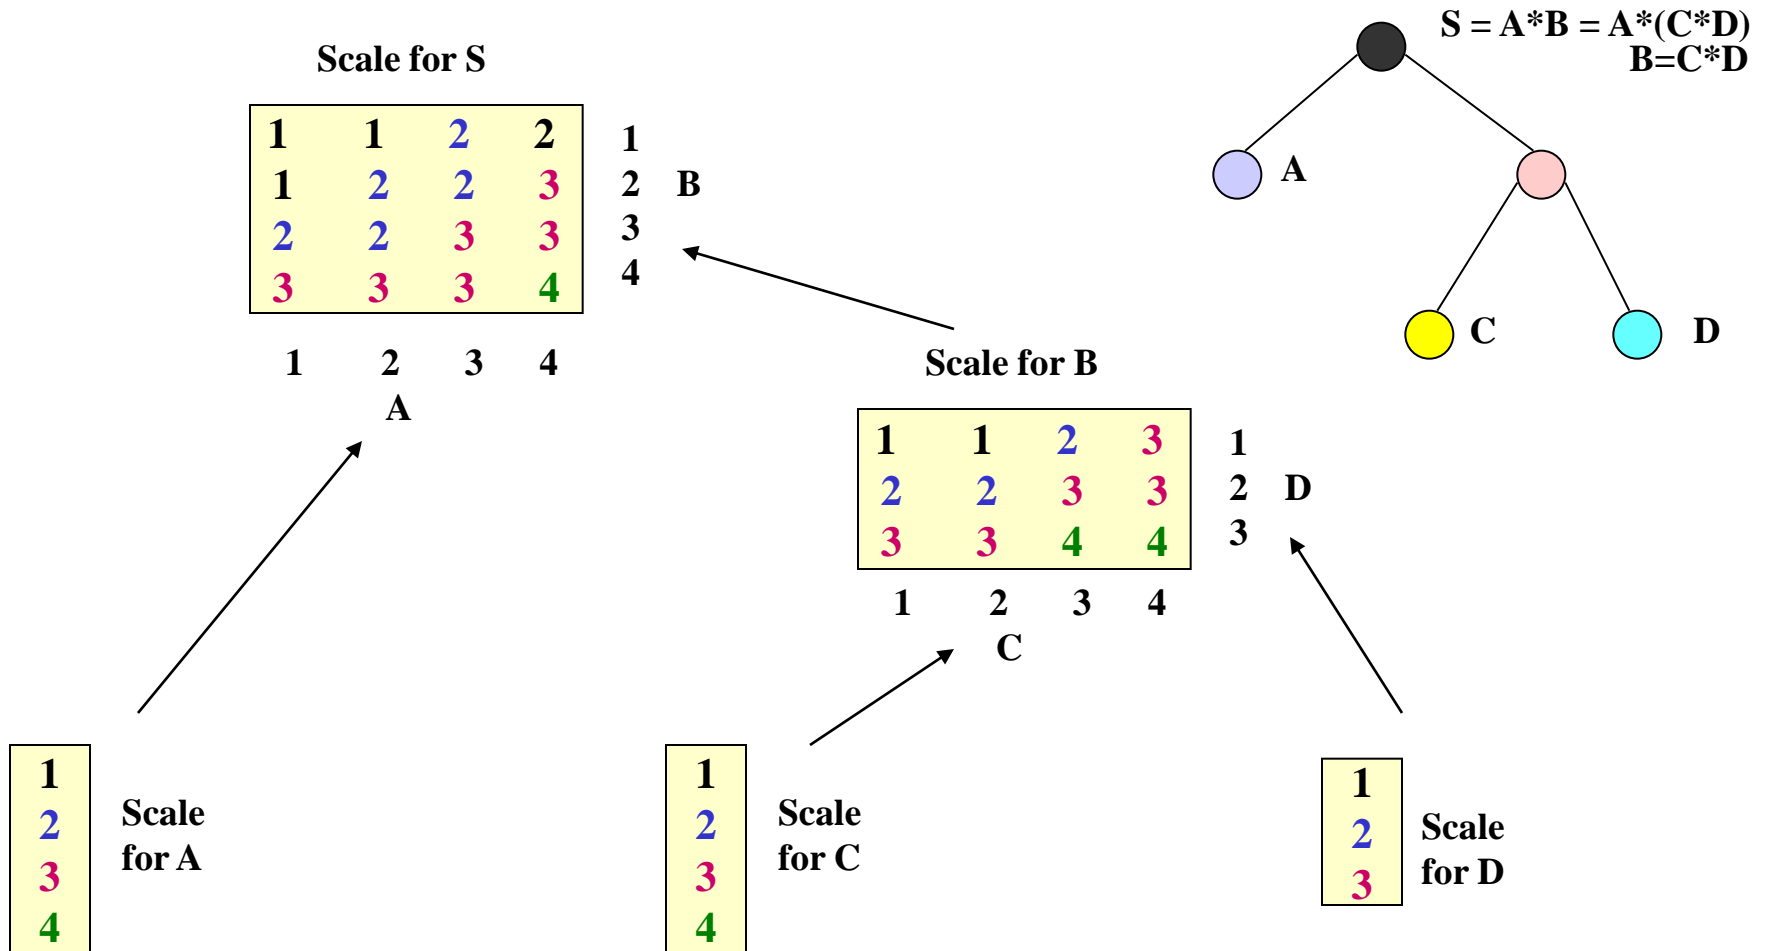 S = A*B = A*(C*D)
B=C*D
Scale for S
1 1 2 2 1
1 2 2 3 2 B
2 2 3 3 3
3 3 3 4 4
1 2 3 4
A
A
C D
Scale for B
1 1 2 3 1
2 2 3 3 2 D
3 3 4 4 3
1 2 3 4
C
1
2
3
4
Scale
for A
1
2
3
4
Scale
for C
1
2
3
Scale
for D